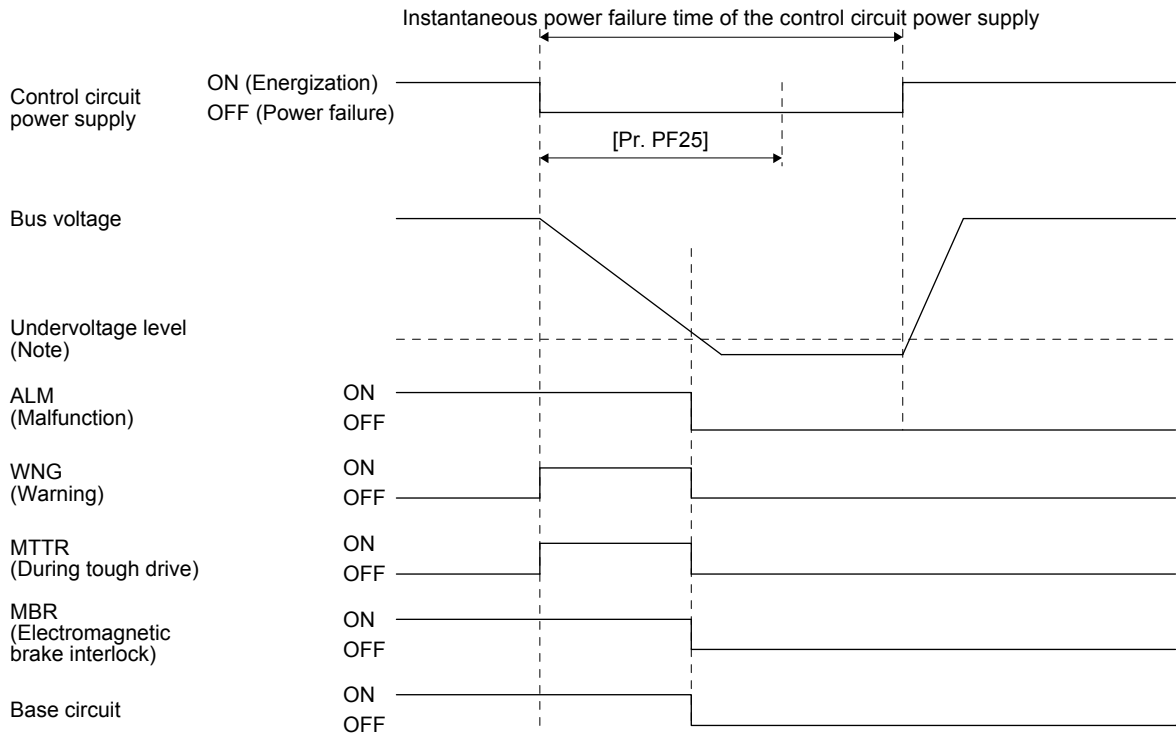 Instantaneous power failure time of the control circuit power supply
Control circuit
power supply
ON (Energization)
OFF (Power failure)
[Pr. PF25]
Bus voltage
Undervoltage level
(Note)
ALM
(Malfunction)
ON
OFF
WNG
(Warning)
ON
OFF
MTTR
(During tough drive)
ON
OFF
MBR
(Electromagnetic
brake interlock)
ON
OFF
Base circuit
ON
OFF